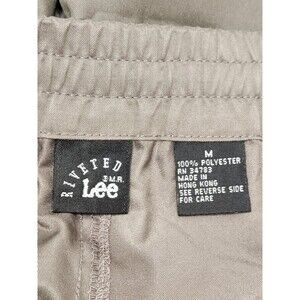 RIVETED
Lee
M.R.
M
100% POLYESTER
RN 34783
MADE IN
HONG KONG
SEE REVERSE SIDE
FOR CARE